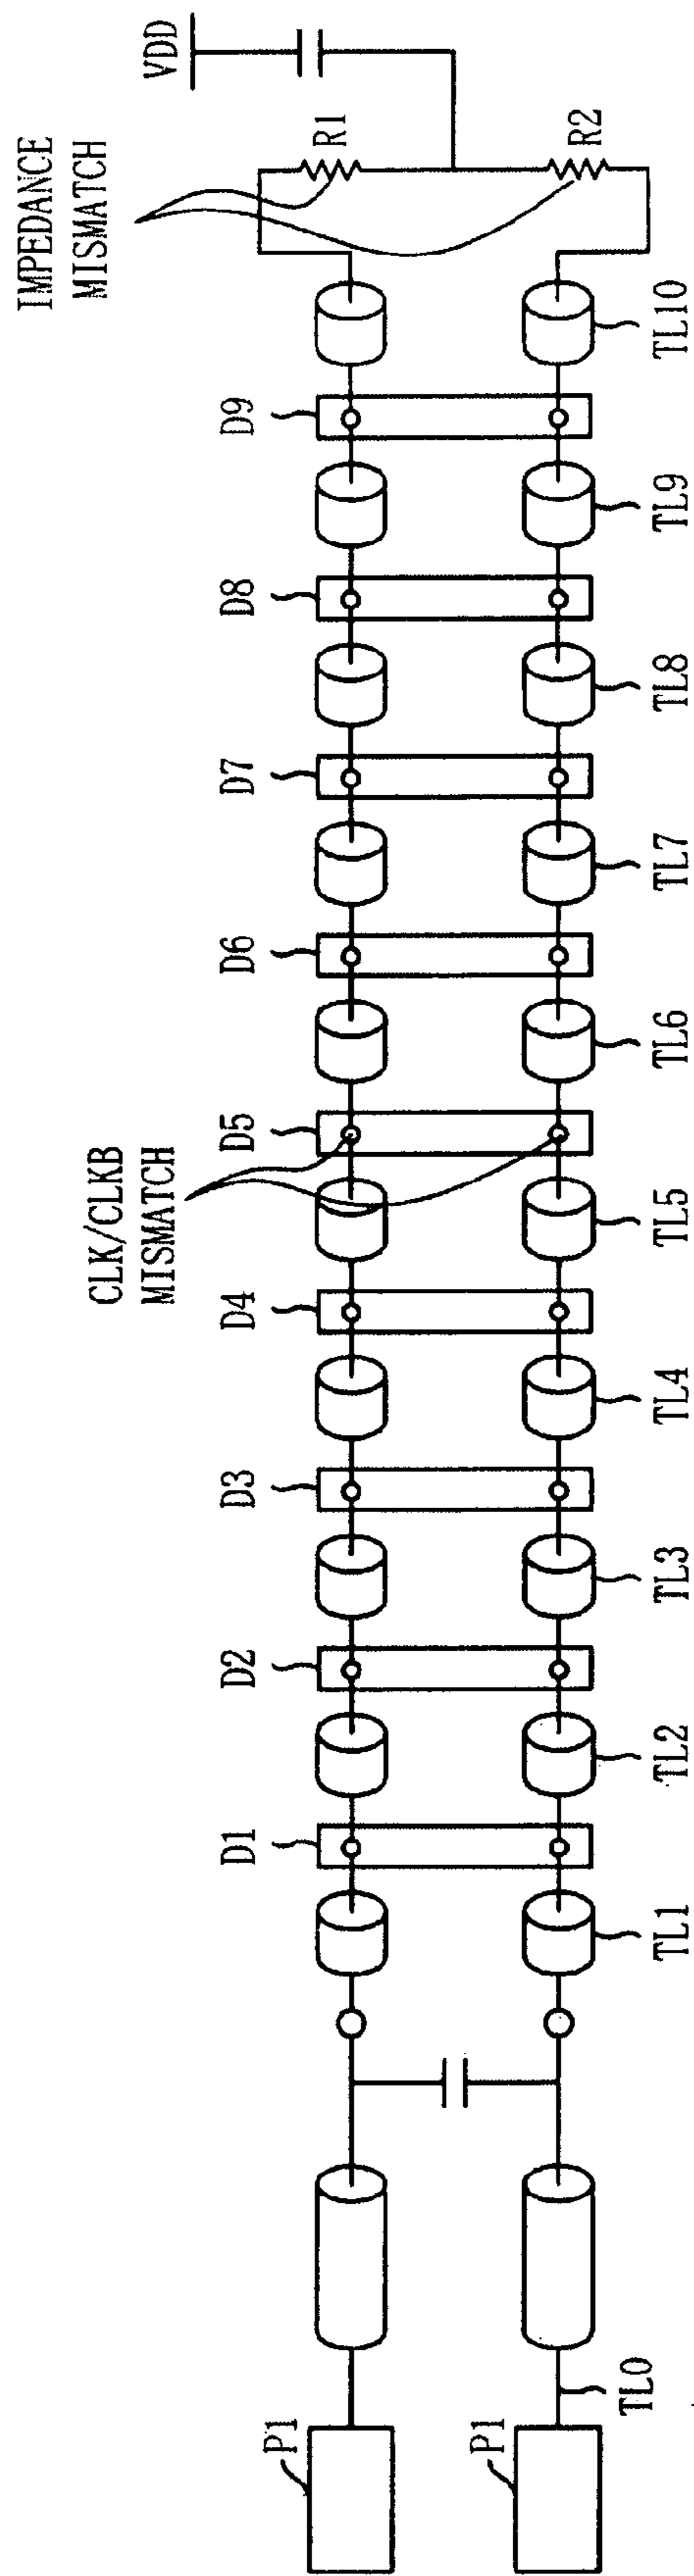 IMPEDANCE
MISMATCH
VDD
R1
R2
CLK/CLKB
MISMATCH
P1
D1
D2
D3
D4
D5
D6
D7
D8
D9
P1
TL0
TL1
TL2
TL3
TL4
TL5
TL6
TL7
TL8
TL9
TL10